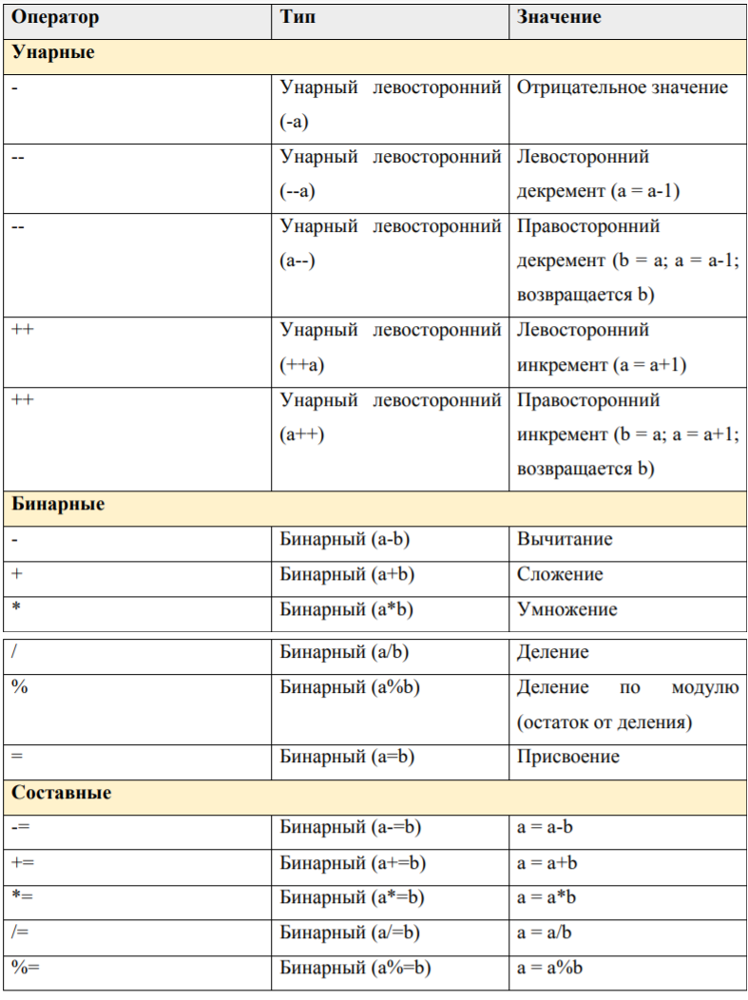 Оператор Тип Значение
Унарные
- Унарный левосторонний Отрицательное значение
(-a)
-- Унарный левосторонний Левосторонний
(--a) декремент (a = a-1)
-- Унарный левосторонний Правосторонний
(a--) декремент (b = a; a = a-1;
возвращается b)
++ Унарный левосторонний Левосторонний
(++a) инкремент (a = a+1)
++ Унарный левосторонний Правосторонний
(a++) инкремент (b = a; a = a+1;
возвращается b)
Бинарные
- Бинарный (a-b) Вычитание
+ Бинарный (a+b) Сложение
* Бинарный (a*b) Умножение
/ Бинарный (a/b) Деление
% Бинарный (a%b) Деление по модулю
(остаток от деления)
= Бинарный (a=b) Присвоение
Составные
-= Бинарный (a-=b) a = a-b
+= Бинарный (a+=b) a = a+b
*= Бинарный (a*=b) a = a*b
/= Бинарный (a/=b) a = a/b
%= Бинарный (a%=b) a = a%b